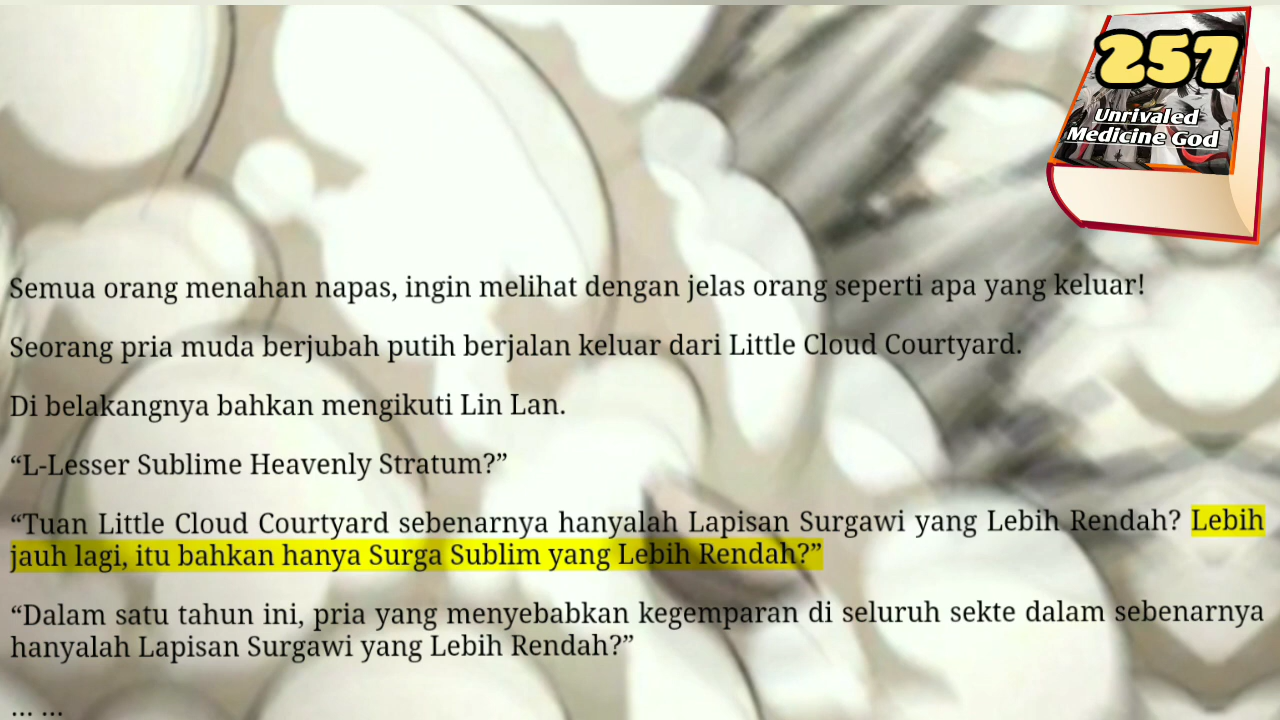 257
Unrivaled
Medicine God
Semua orang menahan napas, ingin melihat dengan jelas orang seperti apa yang keluar!
Seorang pria muda berjubah putih berjalan keluar dari Little Cloud Courtyard.
Di belakangnya bahkan mengikuti Lin Lan.
“L-Lesser Sublime Heavenly Stratum?”
“Tuan Little Cloud Courtyard sebenarnya hanyalah Lapisan Surgawi yang Lebih Rendah? Lebih
jauh lagi, itu bahkan hanya Surga Sublim yang Lebih Rendah?”
“Dalam satu tahun ini, pria yang menyebabkan kegemparan di seluruh sekte dalam sebenarnya
hanyalah Lapisan Surgawi yang Lebih Rendah?”
... ...